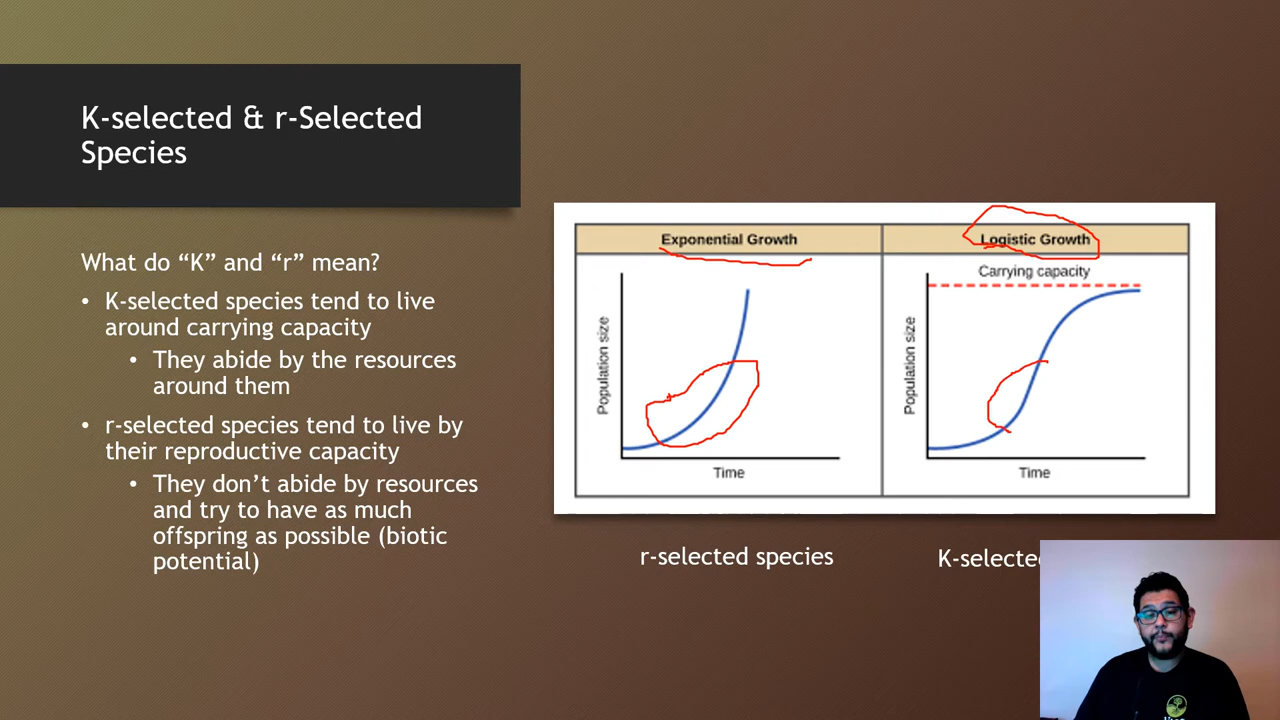 K-selected & r-Selected
Species
What do “K” and “r” mean?
• K-selected species tend to live
around carrying capacity
• They abide by the resources
around them
• r-selected species tend to live by
their reproductive capacity
• They don’t abide by resources
and try to have as much
offspring as possible (biotic
potential)
Exponential Growth
Logistic Growth
Carrying capacity
Population size
Time
Population size
Time
r-selected species
K-selecte